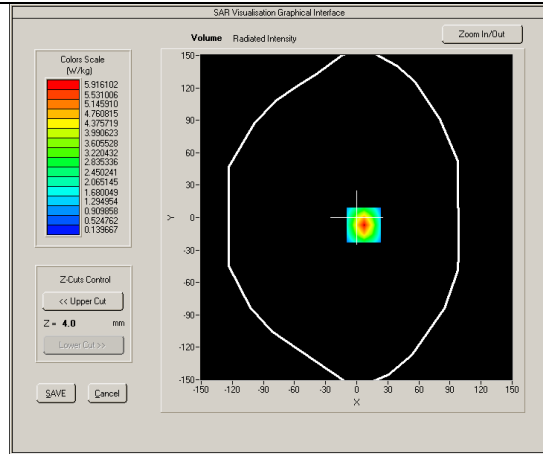 SAR Visualisation Graphical Interface
Volume Radiated Intensity
Zoom In/Out
Colors Scale
(W/kg)
5.916102
5.531006
5.145910
4.760815
4.375719
3.990623
3.605528
3.220432
2.835336
2.450241
2.065145
1.680049
1.294954
0.909858
0.524762
0.139667
Z-Cuts Control
<< Upper Cut
Z = 4.0 mm
Lower Cut >>
SAVE Cancel
150-
120-
90-
60-
30-
0-
-30-
-60-
-90-
-120-
-150-
Y
-150 -120 -90 -60 -30 0 30 60 90 120 150
X